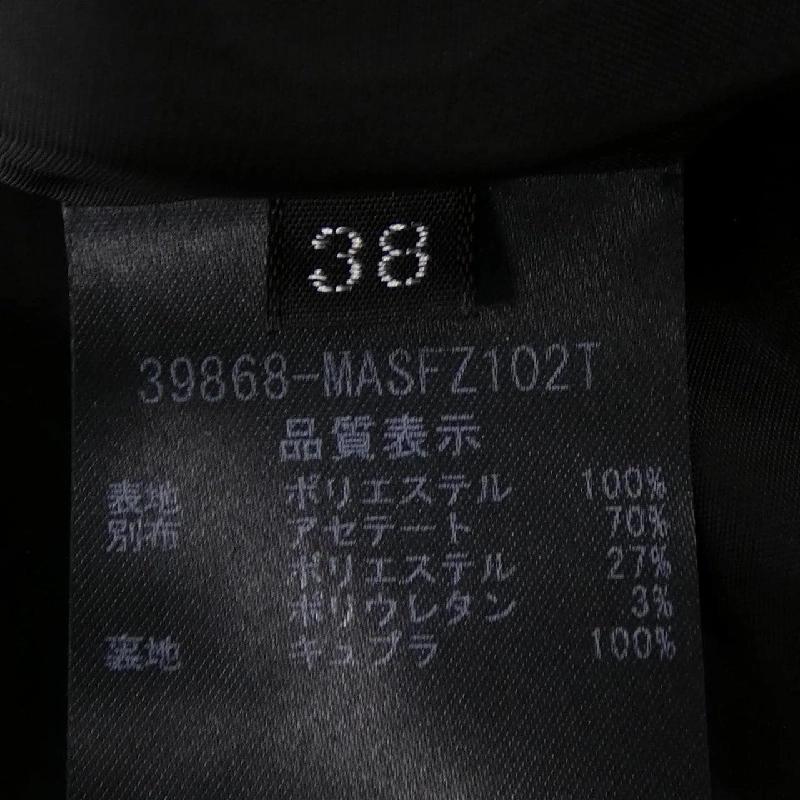 38
39868-MASFZ102T
品質表示
表地 ポリエステル 100%
別布 アセテート 70%
ポリエステル 27%
ポリウレタン 3%
裏地 キュプラ 100%